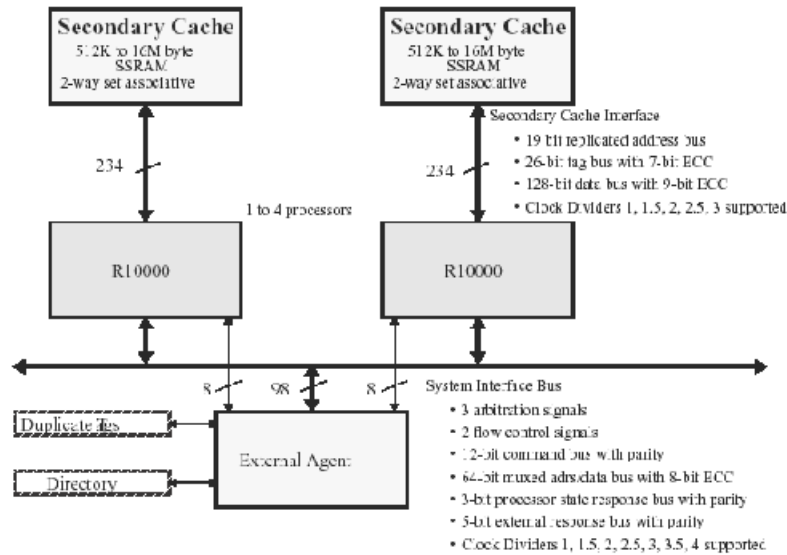 Secondary Cache
512K to 16M byte
SSRAM
2-way set associative
Secondary Cache
512K to 16M byte
SSRAM
2-way set associative
Secondary Cache Interface
• 19 bit replicated address bus
• 26-bit tag bus with 7-bit ECC
• 128-bit data bus with 9-bit ECC
• Clock Dividers 1, 1.5, 2, 2.5, 3 supported
234
234
1 to 4 processors
R10000
R10000
8
98
8
System Interface Bus
• 3 arbitration signals
• 2 flow control signals
• 12-bit command bus with parity
• 64-bit muxed adrs/data bus with 8-bit ECC
• 3-bit processor state response bus with parity
• 5-bit external response bus with parity
• Clock Dividers 1, 1.5, 2, 2.5, 3, 3.5, 4 supported
Duplicate Tags
External Agent
Directory